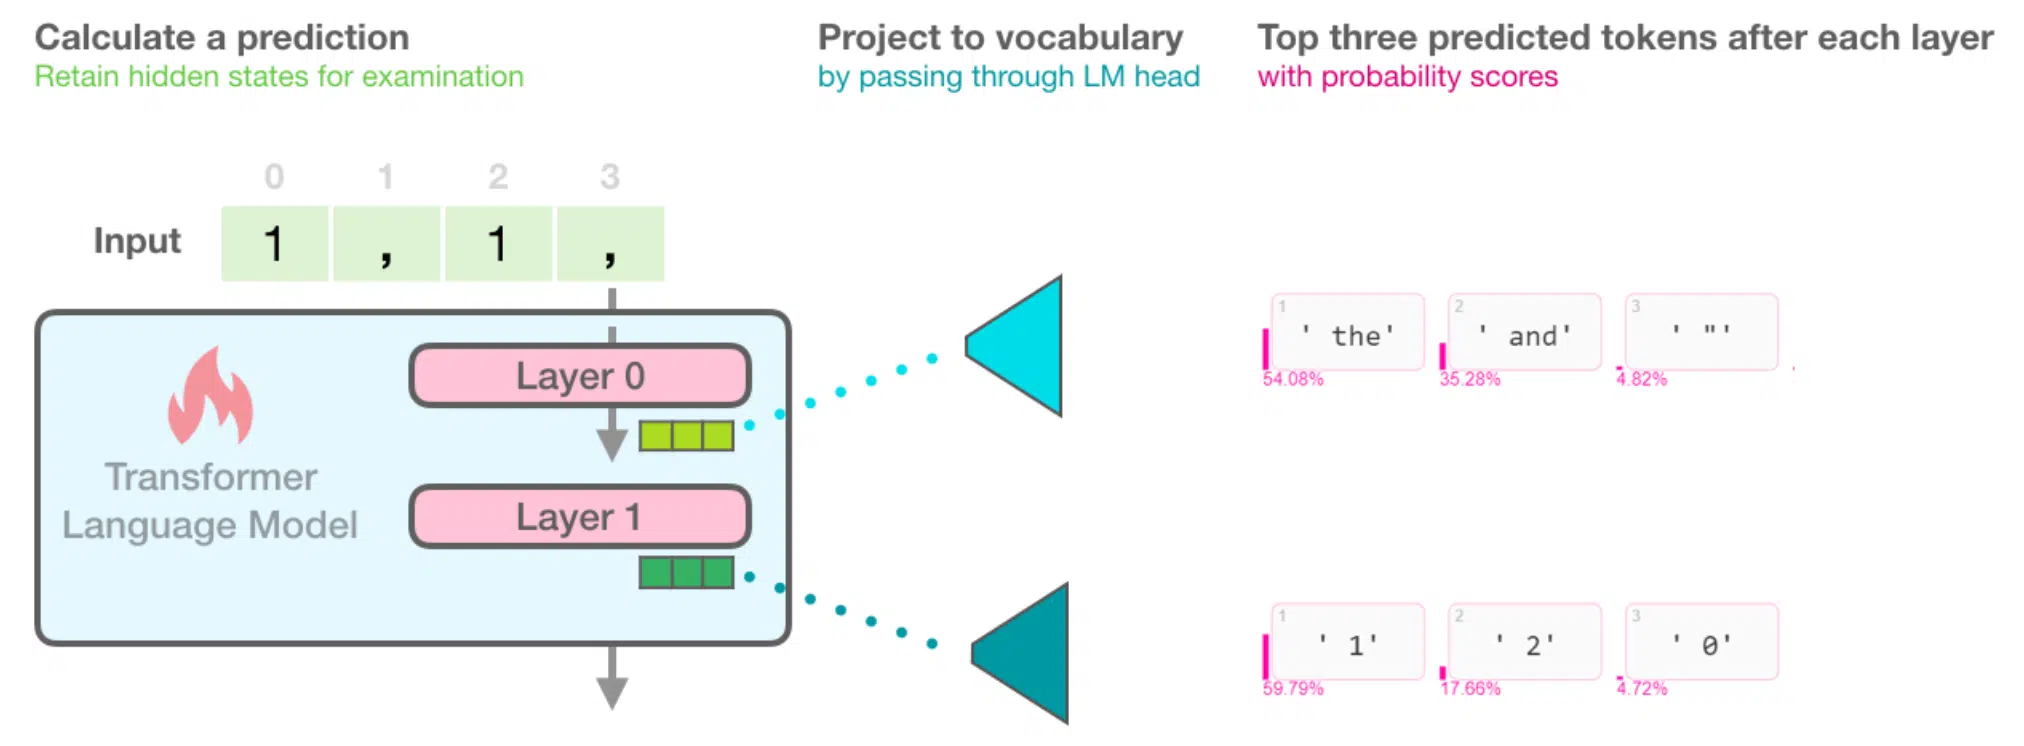 Calculate a prediction
Retain hidden states for examination
Project to vocabulary
by passing through LM head
Top three predicted tokens after each layer
with probability scores
0 1 2 3
Input 1 , 1 ,
Layer 0
Layer 1
Transformer
Language Model
1 ' the' 2 ' and' 3 ' "'
54.08% 35.28% 4.82%
1 ' 1' 2 ' 2' 3 ' 0'
59.79% 17.66% 4.72%